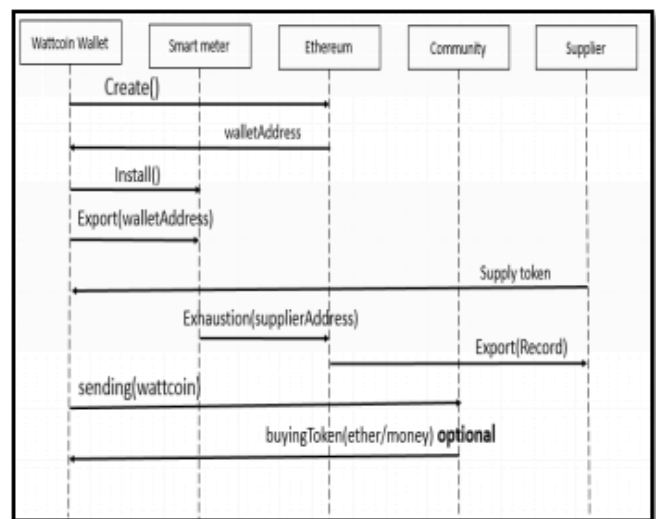 Wattcoin Wallet
Smart meter
Ethereum
Community
Supplier
Create()
walletAddress
Install()
Export(walletAddress)
Supply token
Exhaustion(supplierAddress)
Export(Record)
sending(wattcoin)
buyingToken(ether/money) optional